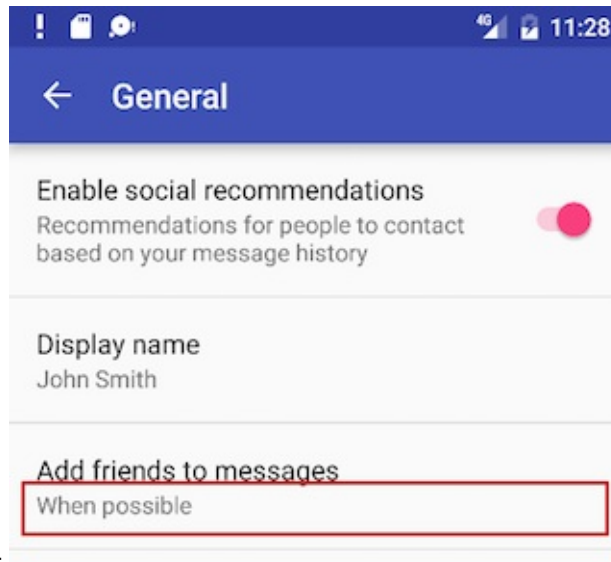 11:28
General
Enable social recommendations
Recommendations for people to contact
based on your message history
Display name
John Smith
Add friends to messages
When possible